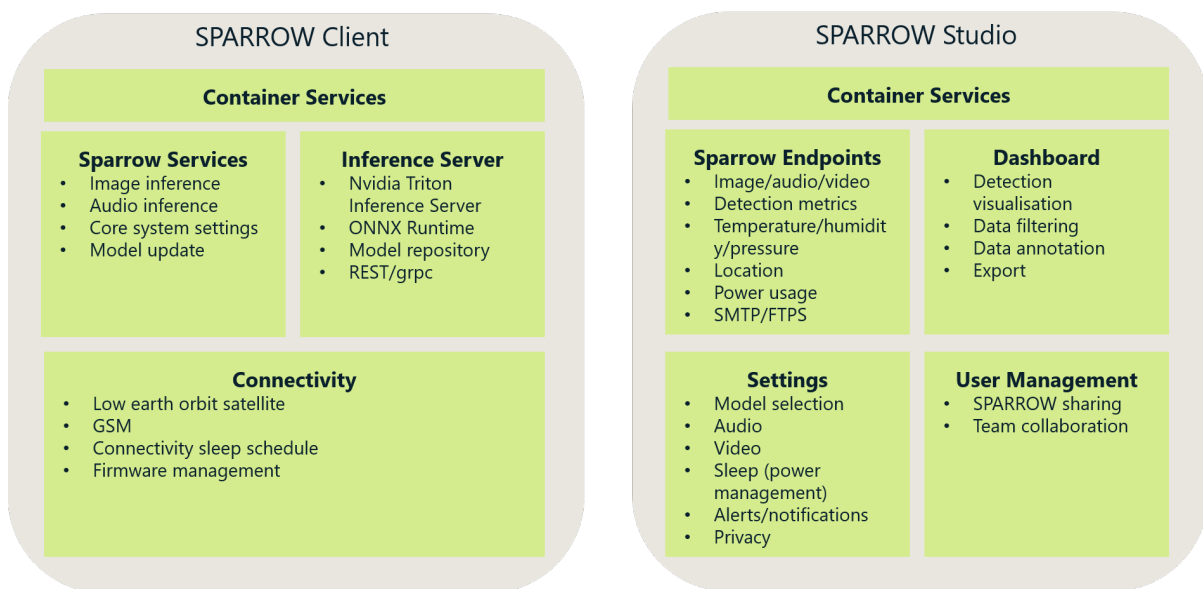 SPARROW Client
Container Services
Sparrow Services
• Image inference
• Audio inference
• Core system settings
• Model update
Inference Server
• Nvidia Triton
Inference Server
• ONNX Runtime
• Model repository
• REST/grpc
Connectivity
• Low earth orbit satellite
• GSM
• Connectivity sleep schedule
• Firmware management
SPARROW Studio
Container Services
Sparrow Endpoints
• Image/audio/video
• Detection metrics
• Temperature/humidit
y/pressure
• Location
• Power usage
• SMTP/FTPS
Dashboard
• Detection
visualisation
• Data filtering
• Data annotation
• Export
Settings
• Model selection
• Audio
• Video
• Sleep (power
management)
• Alerts/notifications
• Privacy
User Management
• SPARROW sharing
• Team collaboration